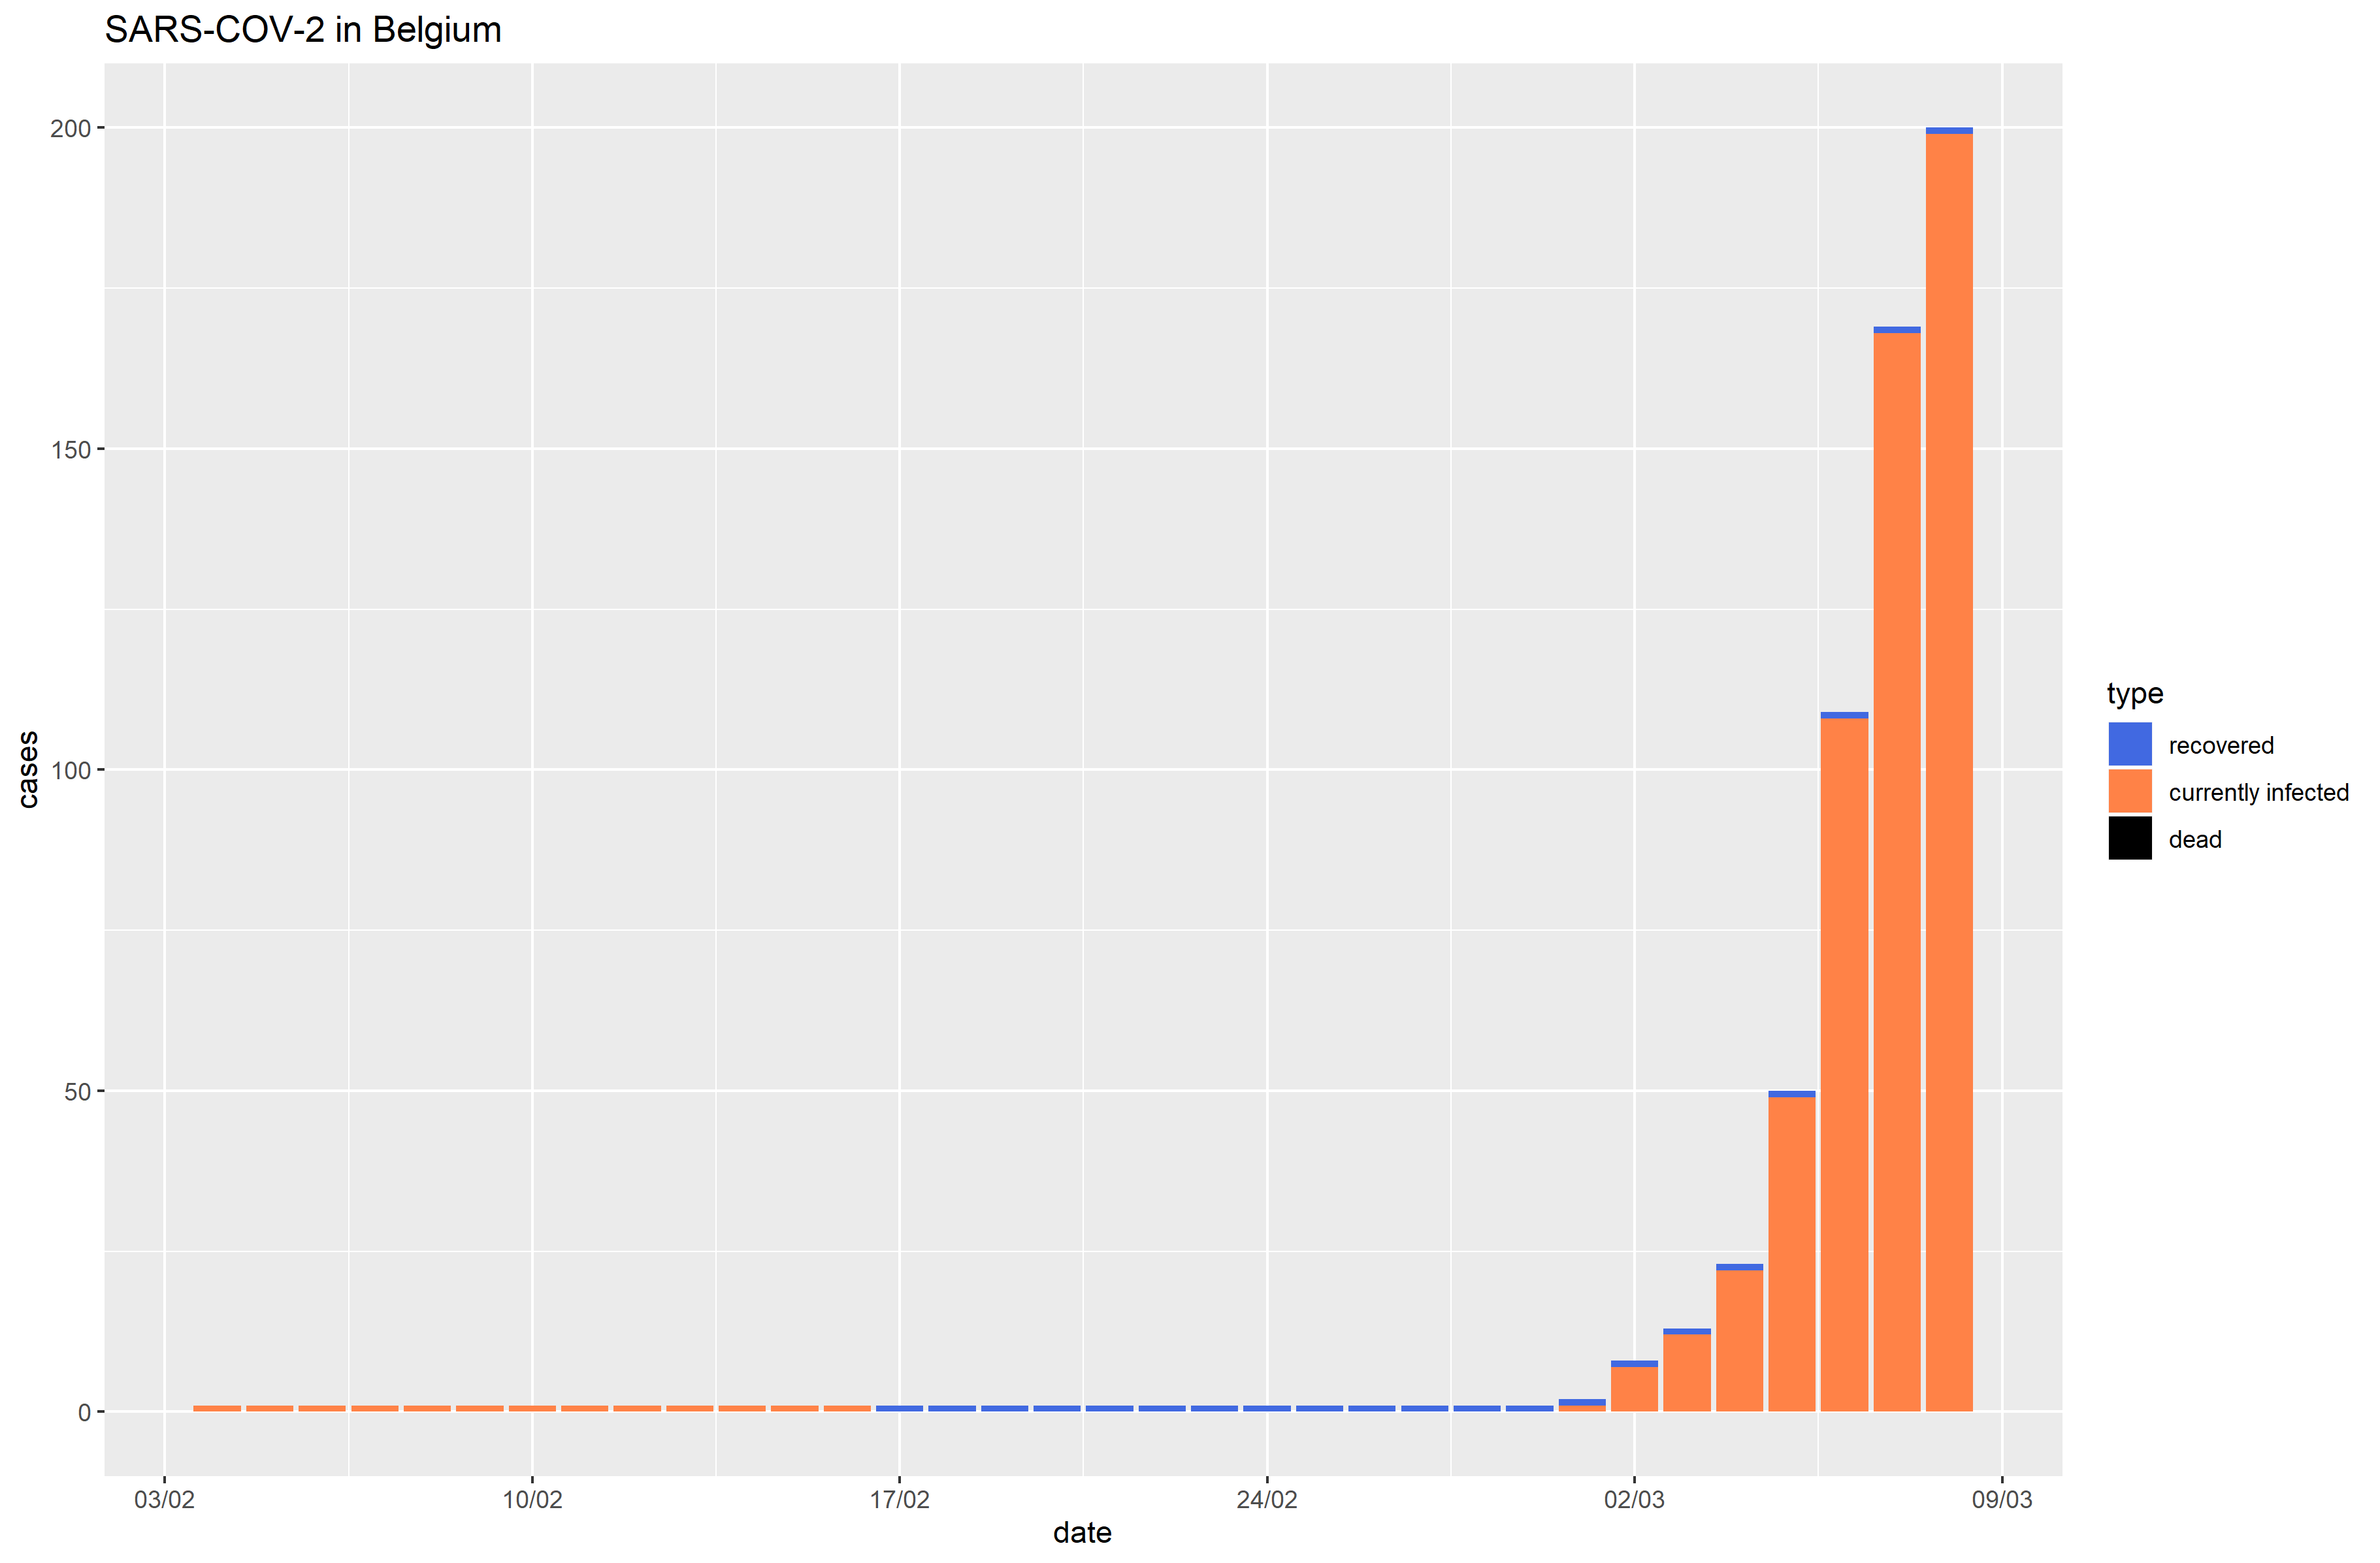 SARS-COV-2 in Belgium
200
150
100
50
0
cases
03/02 10/02 17/02 24/02 02/03 09/03
date
type
recovered
currently infected
dead